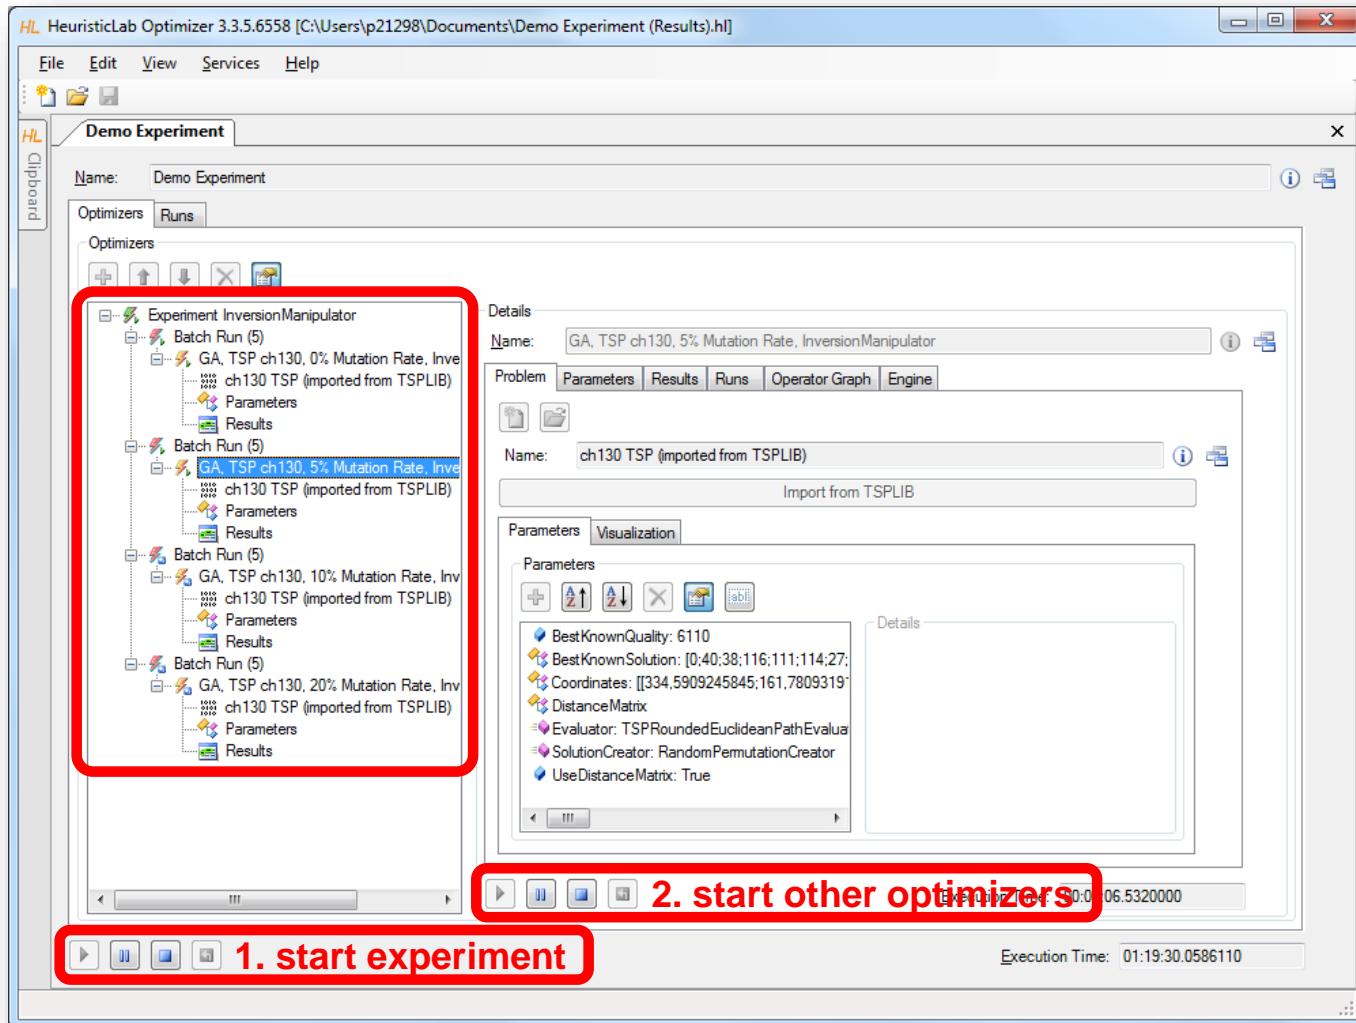 HL HeuristicLab Optimizer 3.3.5.6558 [C:\Users\p21298\Documents\Demo Experiment (Results).hl]
File Edit View Services Help
HL Clipboard
Demo Experiment
Name: Demo Experiment
Optimizers Runs
Optimizers
Experiment InversionManipulator
Batch Run (5)
GA, TSP ch130, 0% Mutation Rate, Inve
ch130 TSP (imported from TSPLIB)
Parameters
Results
Batch Run (5)
GA, TSP ch130, 5% Mutation Rate, Inve
ch130 TSP (imported from TSPLIB)
Parameters
Results
Batch Run (5)
GA, TSP ch130, 10% Mutation Rate, Inv
ch130 TSP (imported from TSPLIB)
Parameters
Results
Batch Run (5)
GA, TSP ch130, 20% Mutation Rate, Inv
ch130 TSP (imported from TSPLIB)
Parameters
Results
Details
Name: GA, TSP ch130, 5% Mutation Rate, InversionManipulator
Problem Parameters Results Runs Operator Graph Engine
Name: ch130 TSP (imported from TSPLIB)
Import from TSPLIB
Parameters Visualization
Parameters
BestKnownQuality: 6110
BestKnownSolution: [0;40;38;116;111;114;27;
Coordinates: [[334,5909245845;161,7809319
DistanceMatrix
Evaluator: TSPRoundedEuclideanPathEvalua
SolutionCreator: RandomPermutationCreator
UseDistanceMatrix: True
Details
2. start other optimizers
Time: 06.5320000
1. start experiment
Execution Time: 01:19:30.0586110